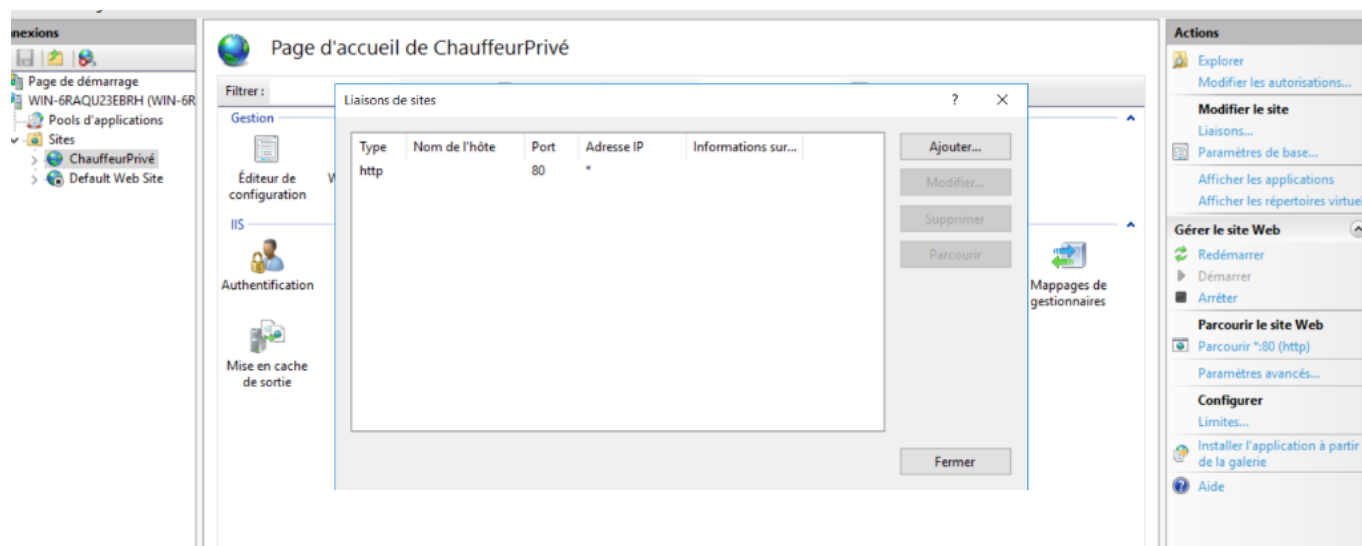 nexions
Page de démarrage
WIN-6RAQU23EBRH (WIN-6R
Pools d'applications
Sites
ChauffeurPrivé
Default Web Site
Page d'accueil de ChauffeurPrivé
Filtrer :
Gestion
Éditeur de
configuration
IIS
Authentification
Mise en cache
de sortie
Mappages de
gestionnaires
Liaisons de sites
? ×
Type Nom de l'hôte Port Adresse IP Informations sur...
http 80 *
Ajouter...
Modifier...
Supprimer
Parcourir
Fermer
Actions
Explorer
Modifier les autorisations...
Modifier le site
Liaisons...
Paramètres de base...
Afficher les applications
Afficher les répertoires virtuel
Gérer le site Web
Redémarrer
Démarrer
Arrêter
Parcourir le site Web
Parcourir *:80 (http)
Paramètres avancés...
Configurer
Limites...
Installer l'application à partir
de la galerie
Aide